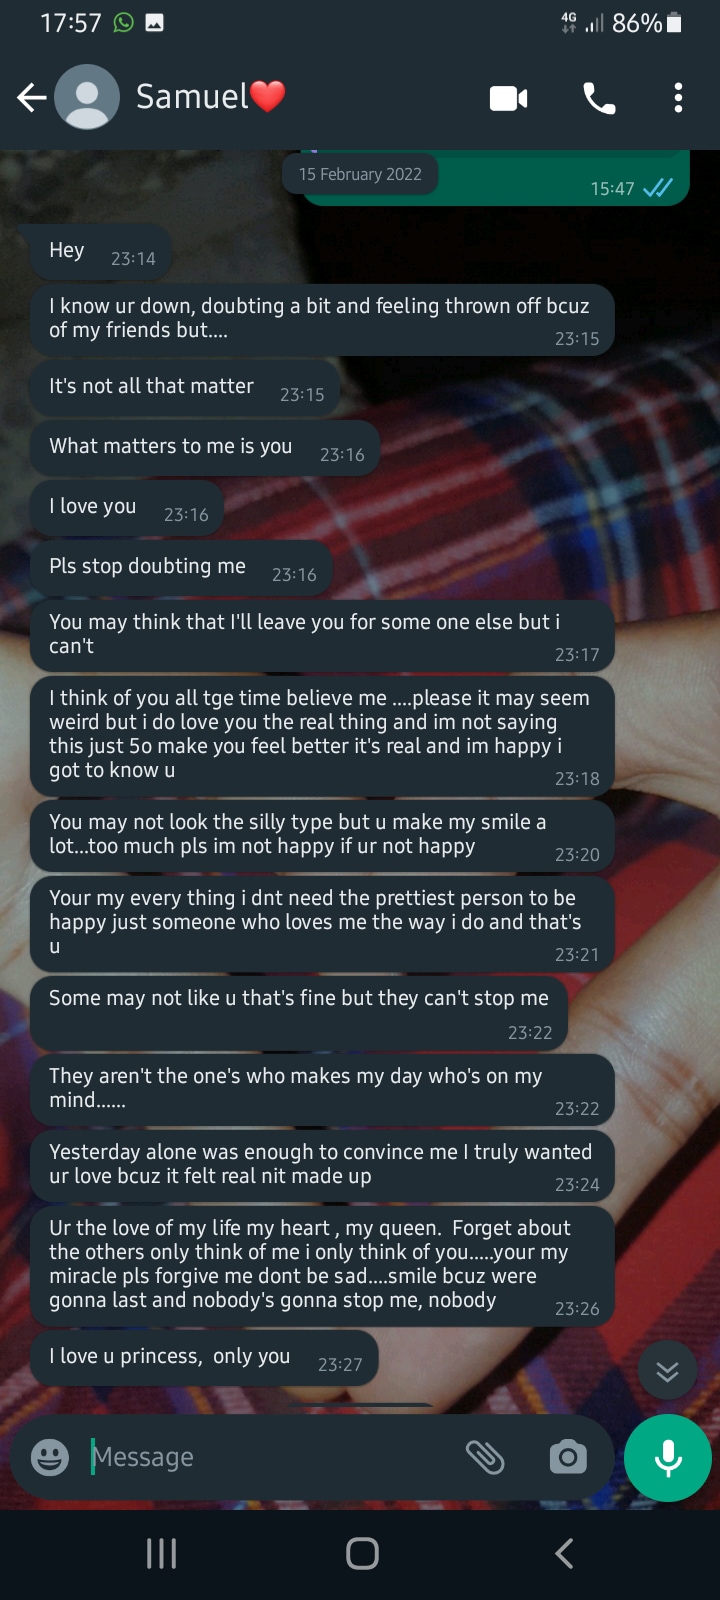 17:57 4G 86%
Samuel❤️
15 February 2022
15:47
Hey 23:14
I know ur down, doubting a bit and feeling thrown off bcuz
of my friends but.... 23:15
It's not all that matter 23:15
What matters to me is you 23:16
I love you 23:16
Pls stop doubting me 23:16
You may think that I'll leave you for some one else but i
can't 23:17
I think of you all tge time believe me ....please it may seem
weird but i do love you the real thing and im not saying
this just 5o make you feel better it's real and im happy i
got to know u 23:18
You may not look the silly type but u make my smile a
lot...too much pls im not happy if ur not happy 23:20
Your my every thing i dnt need the prettiest person to be
happy just someone who loves me the way i do and that's
u 23:21
Some may not like u that's fine but they can't stop me
23:22
They aren't the one's who makes my day who's on my
mind...... 23:22
Yesterday alone was enough to convince me I truly wanted
ur love bcuz it felt real nit made up 23:24
Ur the love of my life my heart , my queen.  Forget about
the others only think of me i only think of you.....your my
miracle pls forgive me dont be sad....smile bcuz were
gonna last and nobody's gonna stop me, nobody 23:26
I love u princess,  only you 23:27
Message